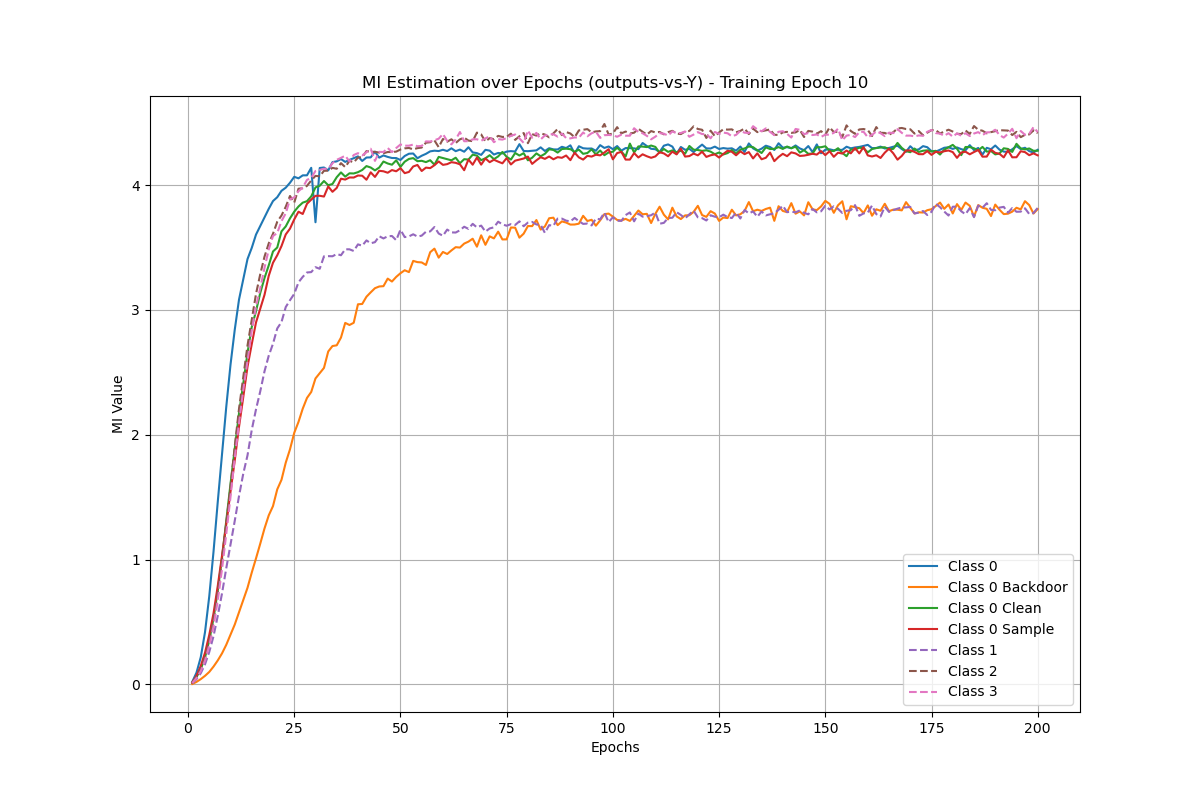 MI Estimation over Epochs (outputs-vs-Y) - Training Epoch 10
MI Value
4
3
2
1
0
0 25 50 75 100 125 150 175 200
Epochs
Class 0
Class 0 Backdoor
Class 0 Clean
Class 0 Sample
Class 1
Class 2
Class 3